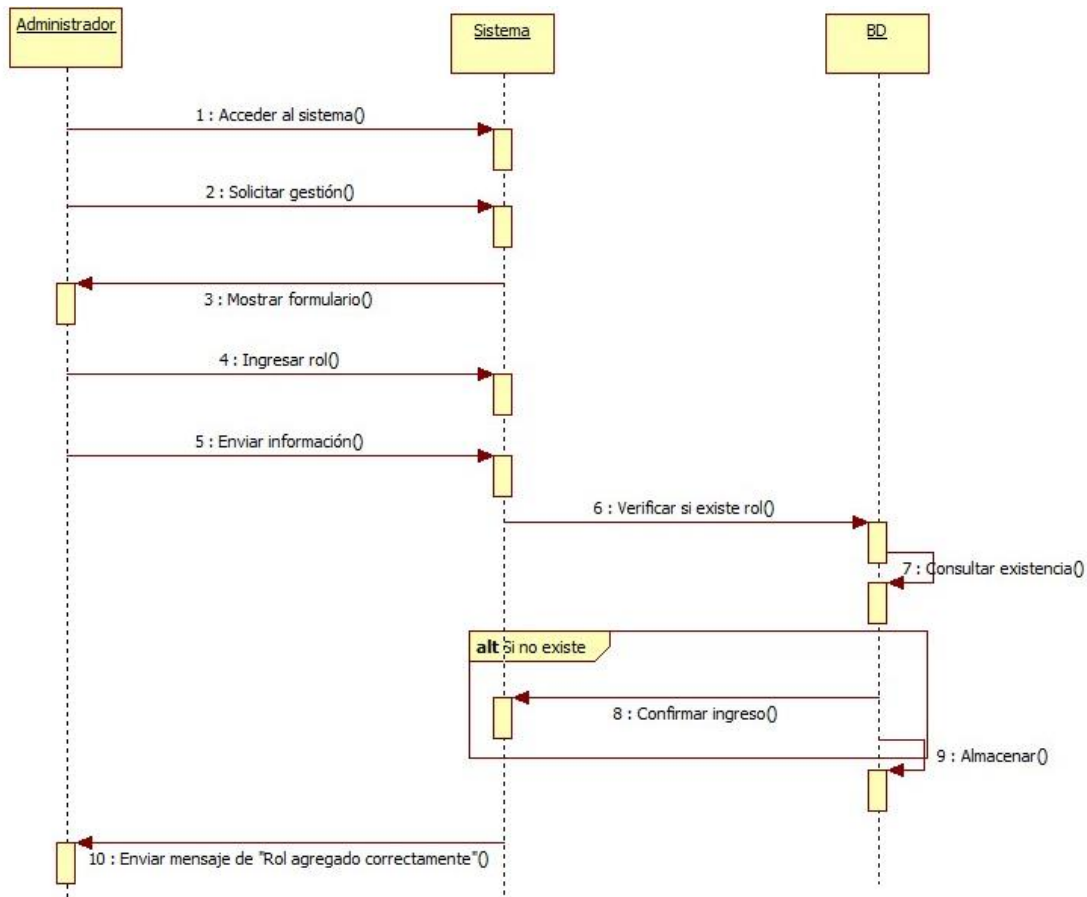 Administrador
Sistema
BD
1 : Acceder al sistema()
2 : Solicitar gestión()
3 : Mostrar formulario()
4 : Ingresar rol()
5 : Enviar información()
6 : Verificar si existe rol()
7 : Consultar existencia()
alt Si no existe
8 : Confirmar ingreso()
9 : Almacenar()
10 : Enviar mensaje de "Rol agregado correctamente"()